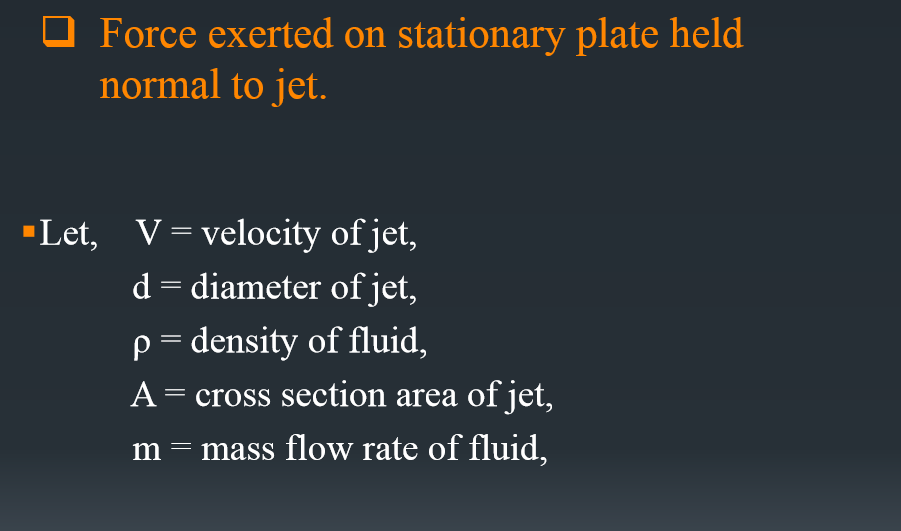 ❑ Force exerted on stationary plate held
normal to jet.
▪Let, V = velocity of jet,
d = diameter of jet,
ρ = density of fluid,
A = cross section area of jet,
m = mass flow rate of fluid,